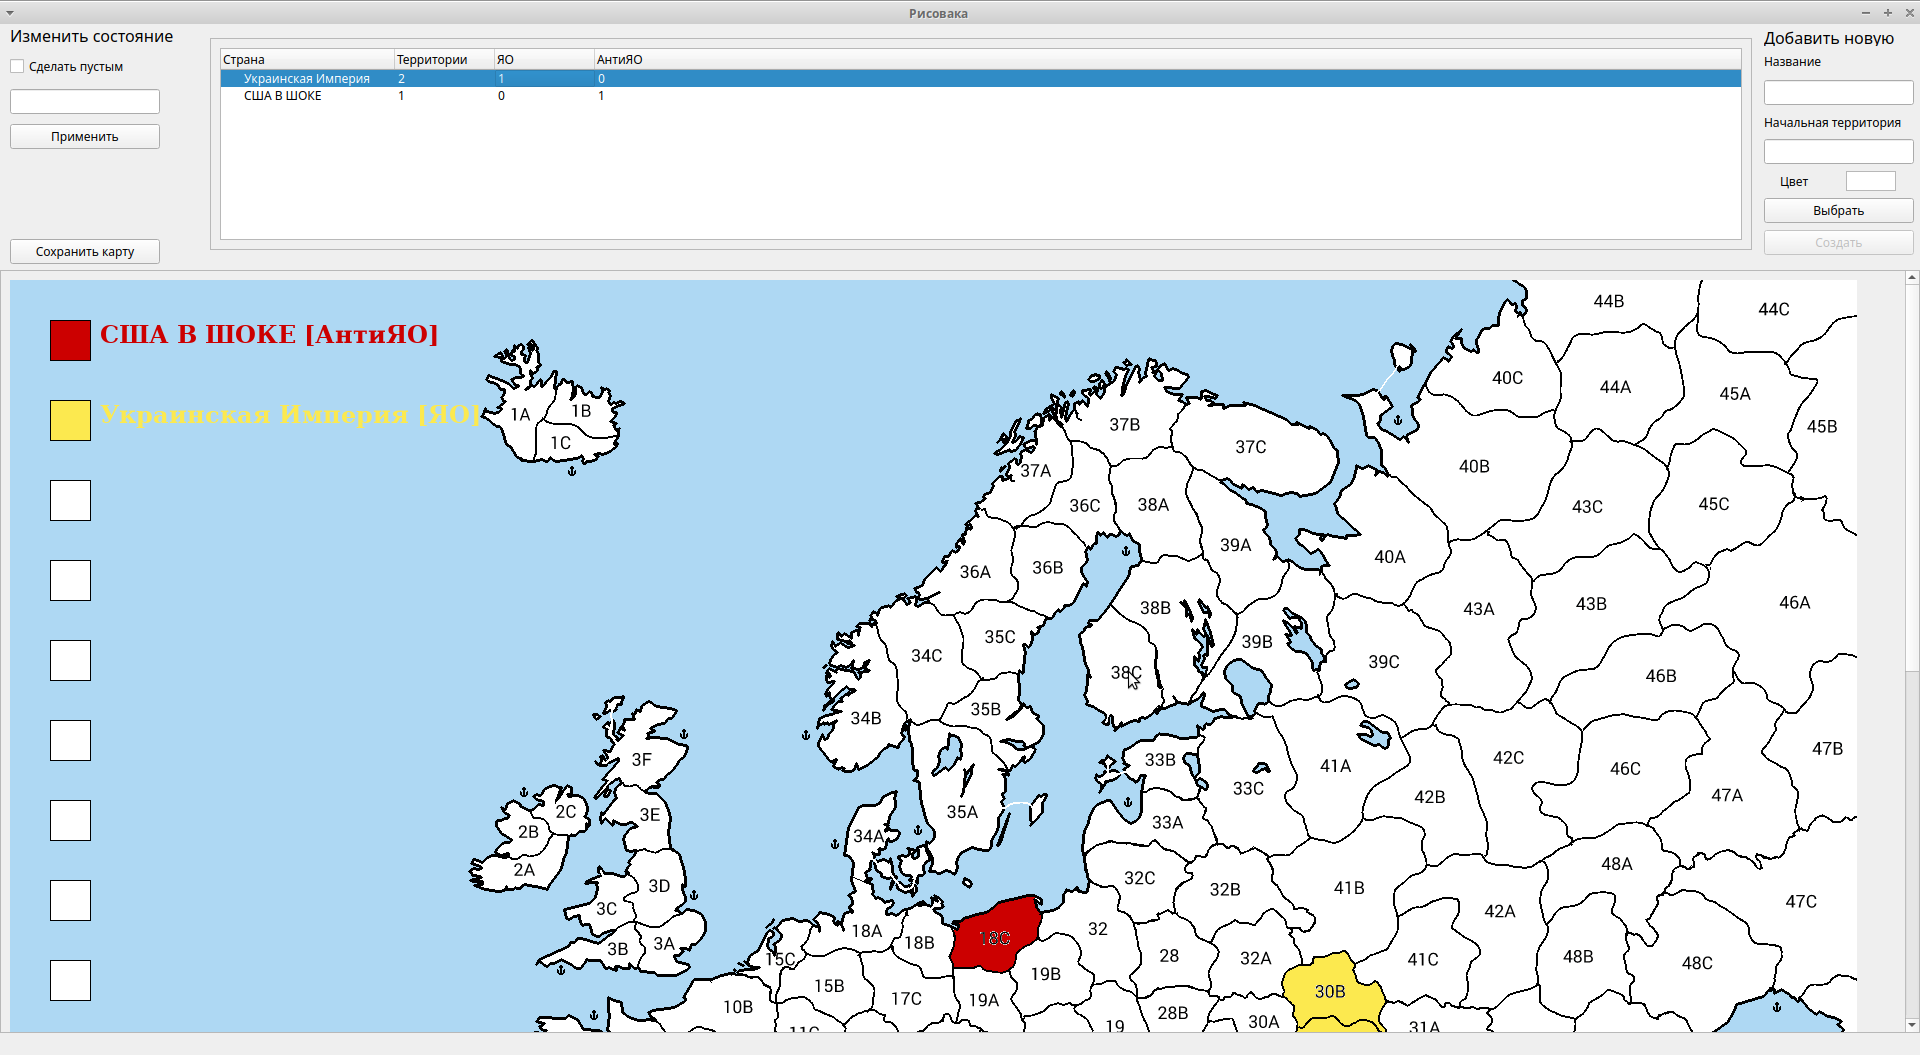 Рисовака
Изменить состояние
Сделать пустым
Применить
Сохранить карту
Страна Территории ЯО АнтиЯО
Украинская Империя 2 1 0
США В ШОКЕ 1 0 1
Добавить новую
Название
Начальная территория
Цвет
Выбрать
Создать
США В ШОКЕ [АнтиЯО]
Украинская Империя [ЯО]
44B
44C
40C
44A
45A
1A
1B
1C
37B
37C
45B
37A
40B
36C
38A
43C
45C
39A
40A
36A
36B
38B
43A
43B
46A
35C
39B
34C
39C
38C
46B
35B
34B
47B
3F
33B
42C
41A
46C
33C
42B
47A
2C
3E
35A
2B
34A
33A
2A
48A
3D
32C
32B
41B
3C
47C
42A
18A
32
18B
18C
3B
3A
15C
28
32A
41C
48B
48C
19B
15B
30B
17C
19A
10B
28B
19
30A
31A
11C